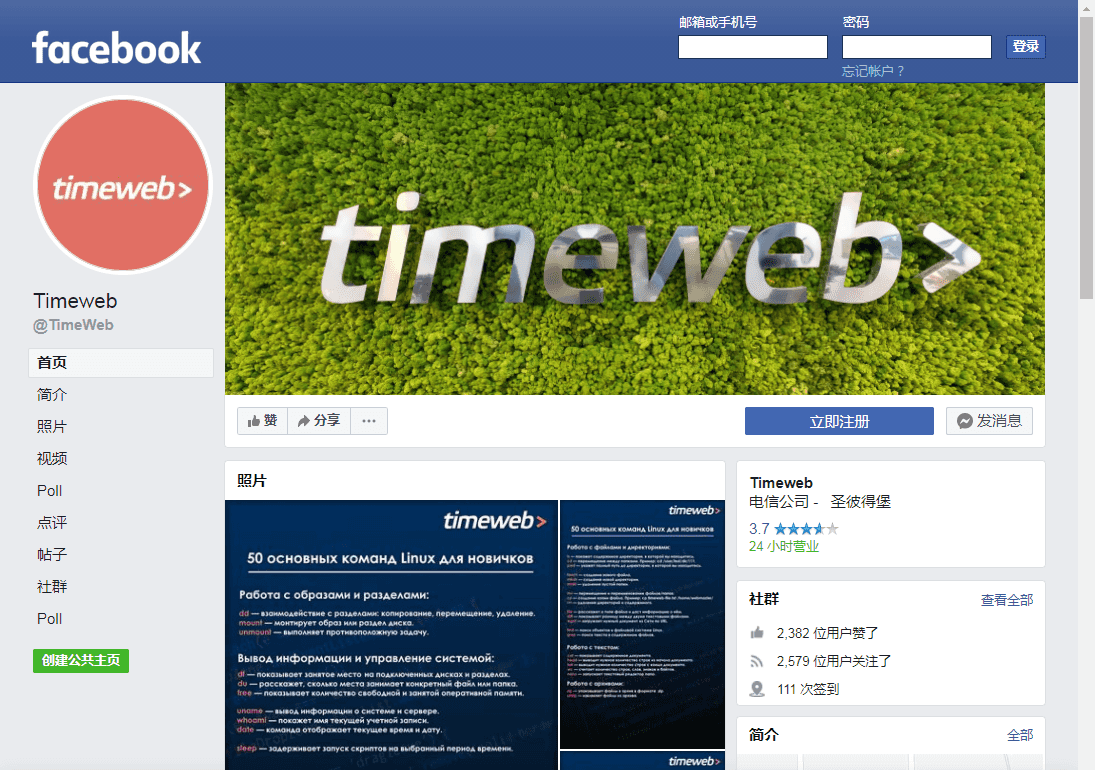 facebook
邮箱或手机号
密码
登录
忘记帐户？
timeweb>
timeweb>
Timeweb
@TimeWeb
首页
简介
照片
视频
Poll
点评
帖子
社群
Poll
创建公共主页
赞
分享
立即注册
发消息
照片
timeweb>
50 основных команд Linux для новичков
Работа с образами и разделами:
dd — взаимодействие с разделами: копирование, перемещение, удаление.
mount — монтирует образ или раздел диска.
unmount — выполняет противоположную задачу.
Вывод информации и управление системой:
df — показывает занятое место на подключенных дисках и разделах.
du — расскажет, сколько места занимает конкретный файл или папка.
free — показывает количество свободной и занятой оперативной памяти.
uname — вывод информации о системе и сервере.
whoami — покажет имя текущей учетной записи.
date — команда отображает текущее время и дату.
sleep — задерживает запуск скриптов на выбранный период времени.
timeweb>
50 основных команд Linux для новичков
Работа с файлами и директориями:
Работа с текстом:
Работа с архивами:
timeweb>
Timeweb
电信公司 - 圣彼得堡
3.7
24 小时营业
社群
查看全部
2,382 位用户赞了
2,579 位用户关注了
111 次签到
简介
全部